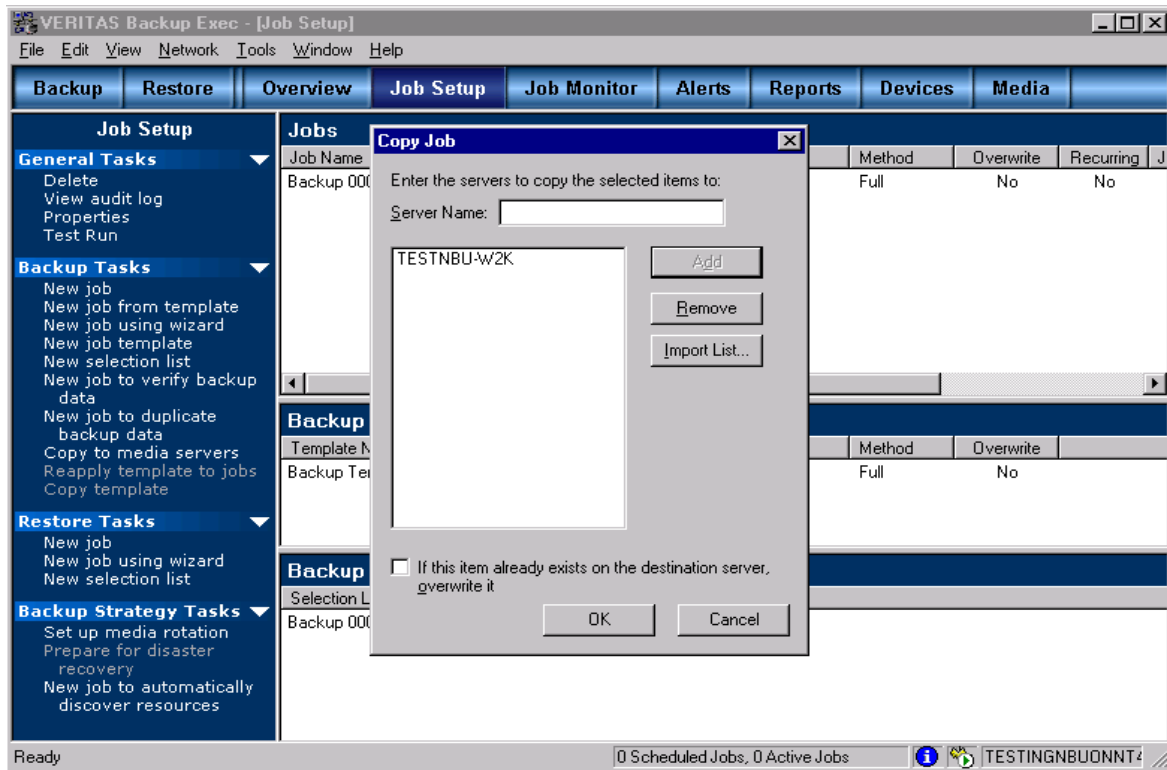 VERITAS Backup Exec - [Job Setup]
File Edit View Network Tools Window Help
Backup Restore Overview Job Setup Job Monitor Alerts Reports Devices Media
Job Setup
General Tasks
Delete
View audit log
Properties
Test Run
Backup Tasks
New job
New job from template
New job using wizard
New job template
New selection list
New job to verify backup
data
New job to duplicate
backup data
Copy to media servers
Reapply template to jobs
Copy template
Restore Tasks
New job
New job using wizard
New selection list
Backup Strategy Tasks
Set up media rotation
Prepare for disaster
recovery
New job to automatically
discover resources
Jobs
Job Name Method Overwrite Recurring J
Backup 000 Full No No
Copy Job
Enter the servers to copy the selected items to:
Server Name:
TESTNBU-W2K
Add
Remove
Import List...
If this item already exists on the destination server,
overwrite it
OK Cancel
Backup
Template N Method Overwrite
Backup Te Full No
Backup
Selection L
Backup 000
Ready 0 Scheduled Jobs, 0 Active Jobs TESTINGNBUONNT4